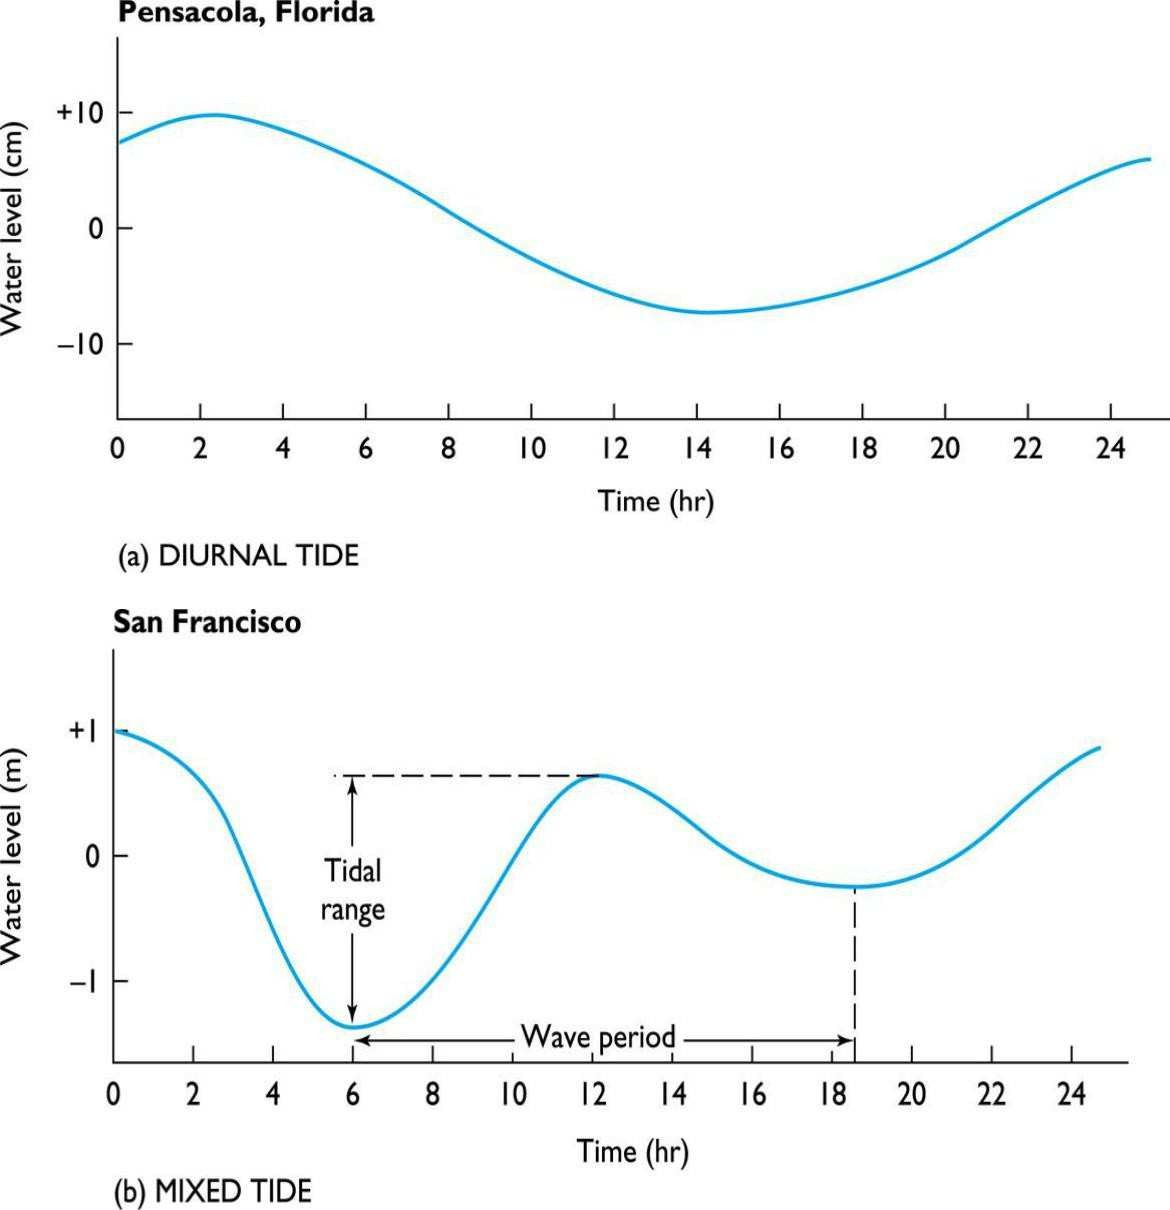 Pensacola, Florida
Water level (cm)
+10
0
–10
0 2 4 6 8 10 12 14 16 18 20 22 24
Time (hr)
(a) DIURNAL TIDE
San Francisco
Water level (m)
+1
0
–1
Tidal
range
Wave period
0 2 4 6 8 10 12 14 16 18 20 22 24
Time (hr)
(b) MIXED TIDE